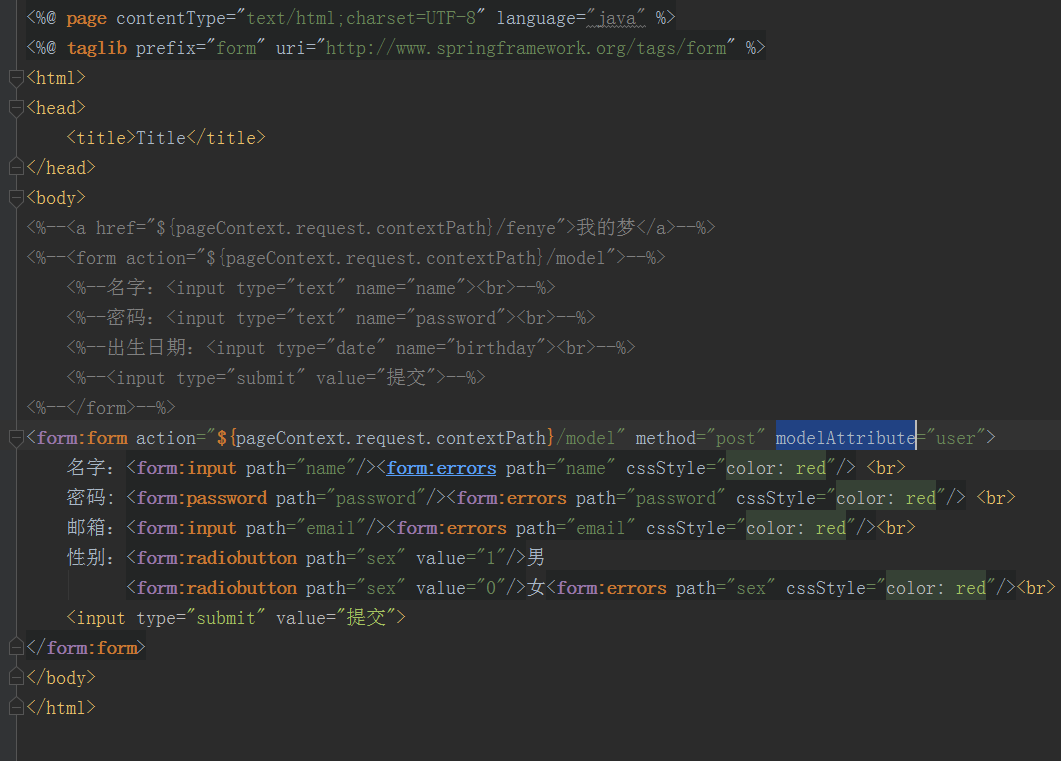 <%@ page contentType="text/html;charset=UTF-8" language="java" %>
<%@ taglib prefix="form" uri="http://www.springframework.org/tags/form" %>
<html>
<head>
    <title>Title</title>
</head>
<body>
<%--<a href="${pageContext.request.contextPath}/fenye">我的梦</a>--%>
<%--<form action="${pageContext.request.contextPath}/model">--%>
    <%--名字：<input type="text" name="name"><br>--%>
    <%--密码：<input type="text" name="password"><br>--%>
    <%--出生日期：<input type="date" name="birthday"><br>--%>
    <%--<input type="submit" value="提交">--%>
<%--</form>--%>
<form:form action="${pageContext.request.contextPath}/model" method="post" modelAttribute="user">
    名字：<form:input path="name"/><form:errors path="name" cssStyle="color: red"/> <br>
    密码：<form:password path="password"/><form:errors path="password" cssStyle="color: red"/> <br>
    邮箱：<form:input path="email"/><form:errors path="email" cssStyle="color: red"/><br>
    性别：<form:radiobutton path="sex" value="1"/>男
          <form:radiobutton path="sex" value="0"/>女<form:errors path="sex" cssStyle="color: red"/><br>
    <input type="submit" value="提交">
</form:form>
</body>
</html>